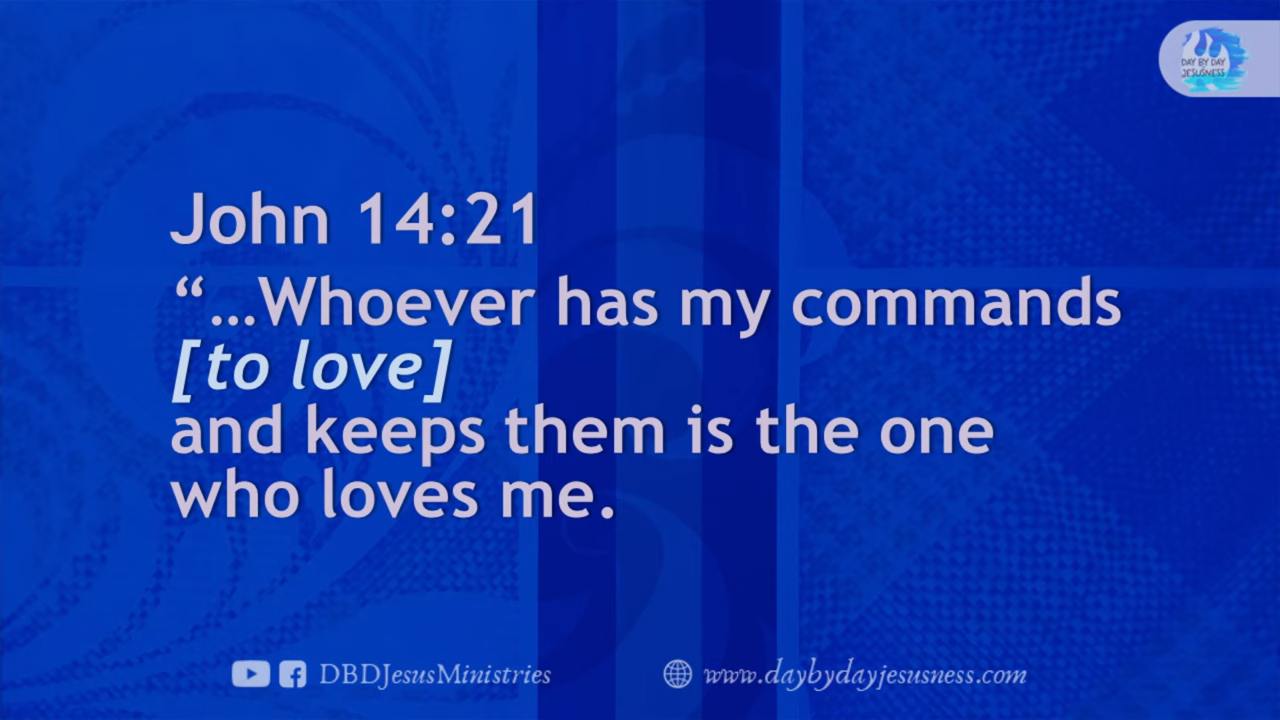 DAY BY DAY
JESUSNESS
John 14:21
“…Whoever has my commands
[to love]
and keeps them is the one
who loves me.
DBDJesusMinistries
www.daybydayjesusness.com